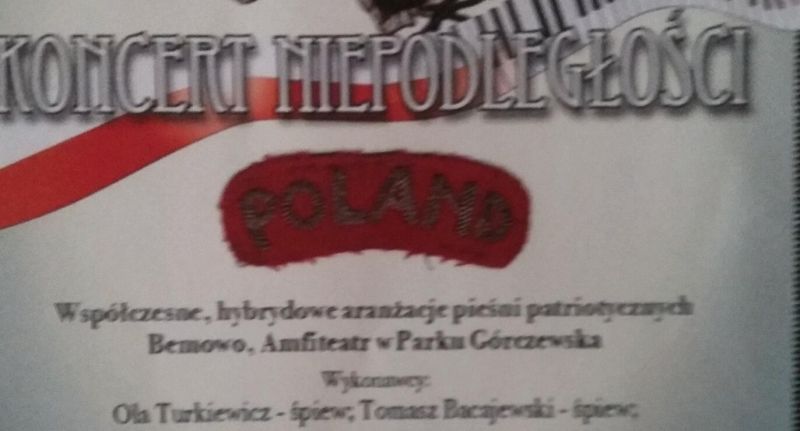 KONCERT NIEPODLEGŁOŚCI
POLAND
Współczesne, hybrydowe aranżacje pieśni patriotycznych
Bemowo, Amfiteatr w Parku Górczewska
Wykonawcy:
Ola Turkiewicz - śpiew; Tomasz Bacajewski - śpiew;